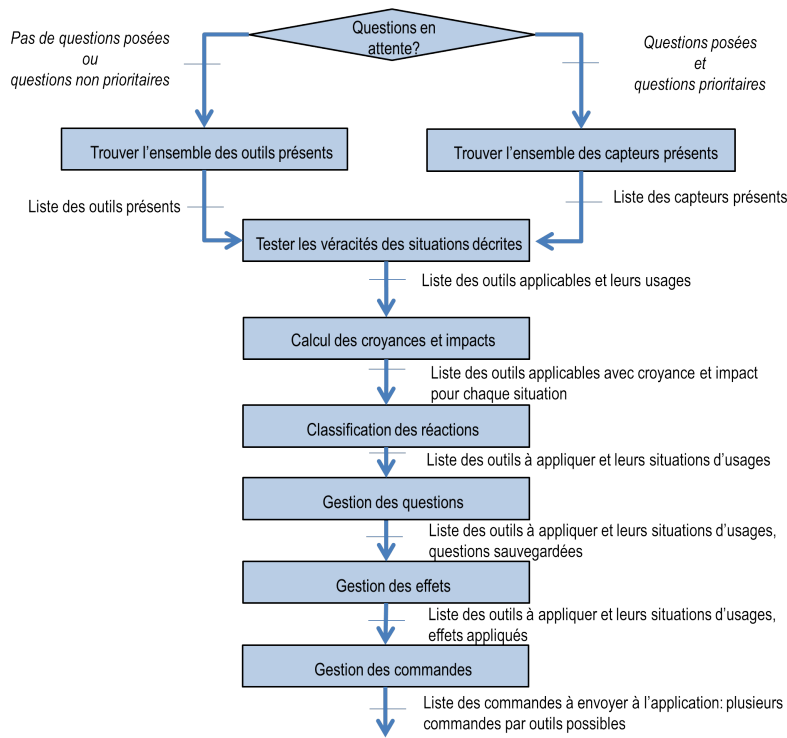 Questions en
attente?
Pas de questions posées
ou
questions non prioritaires
Questions posées
et
questions prioritaires
Trouver l'ensemble des outils présents
Trouver l'ensemble des capteurs présents
Liste des outils présents
Liste des capteurs présents
Tester les véracités des situations décrites
Liste des outils applicables et leurs usages
Calcul des croyances et impacts
Liste des outils applicables avec croyance et impact
pour chaque situation
Classification des réactions
Liste des outils à appliquer et leurs situations d'usages
Gestion des questions
Liste des outils à appliquer et leurs situations d'usages,
questions sauvegardées
Gestion des effets
Liste des outils à appliquer et leurs situations d'usages,
effets appliqués
Gestion des commandes
Liste des commandes à envoyer à l'application: plusieurs
commandes par outils possibles